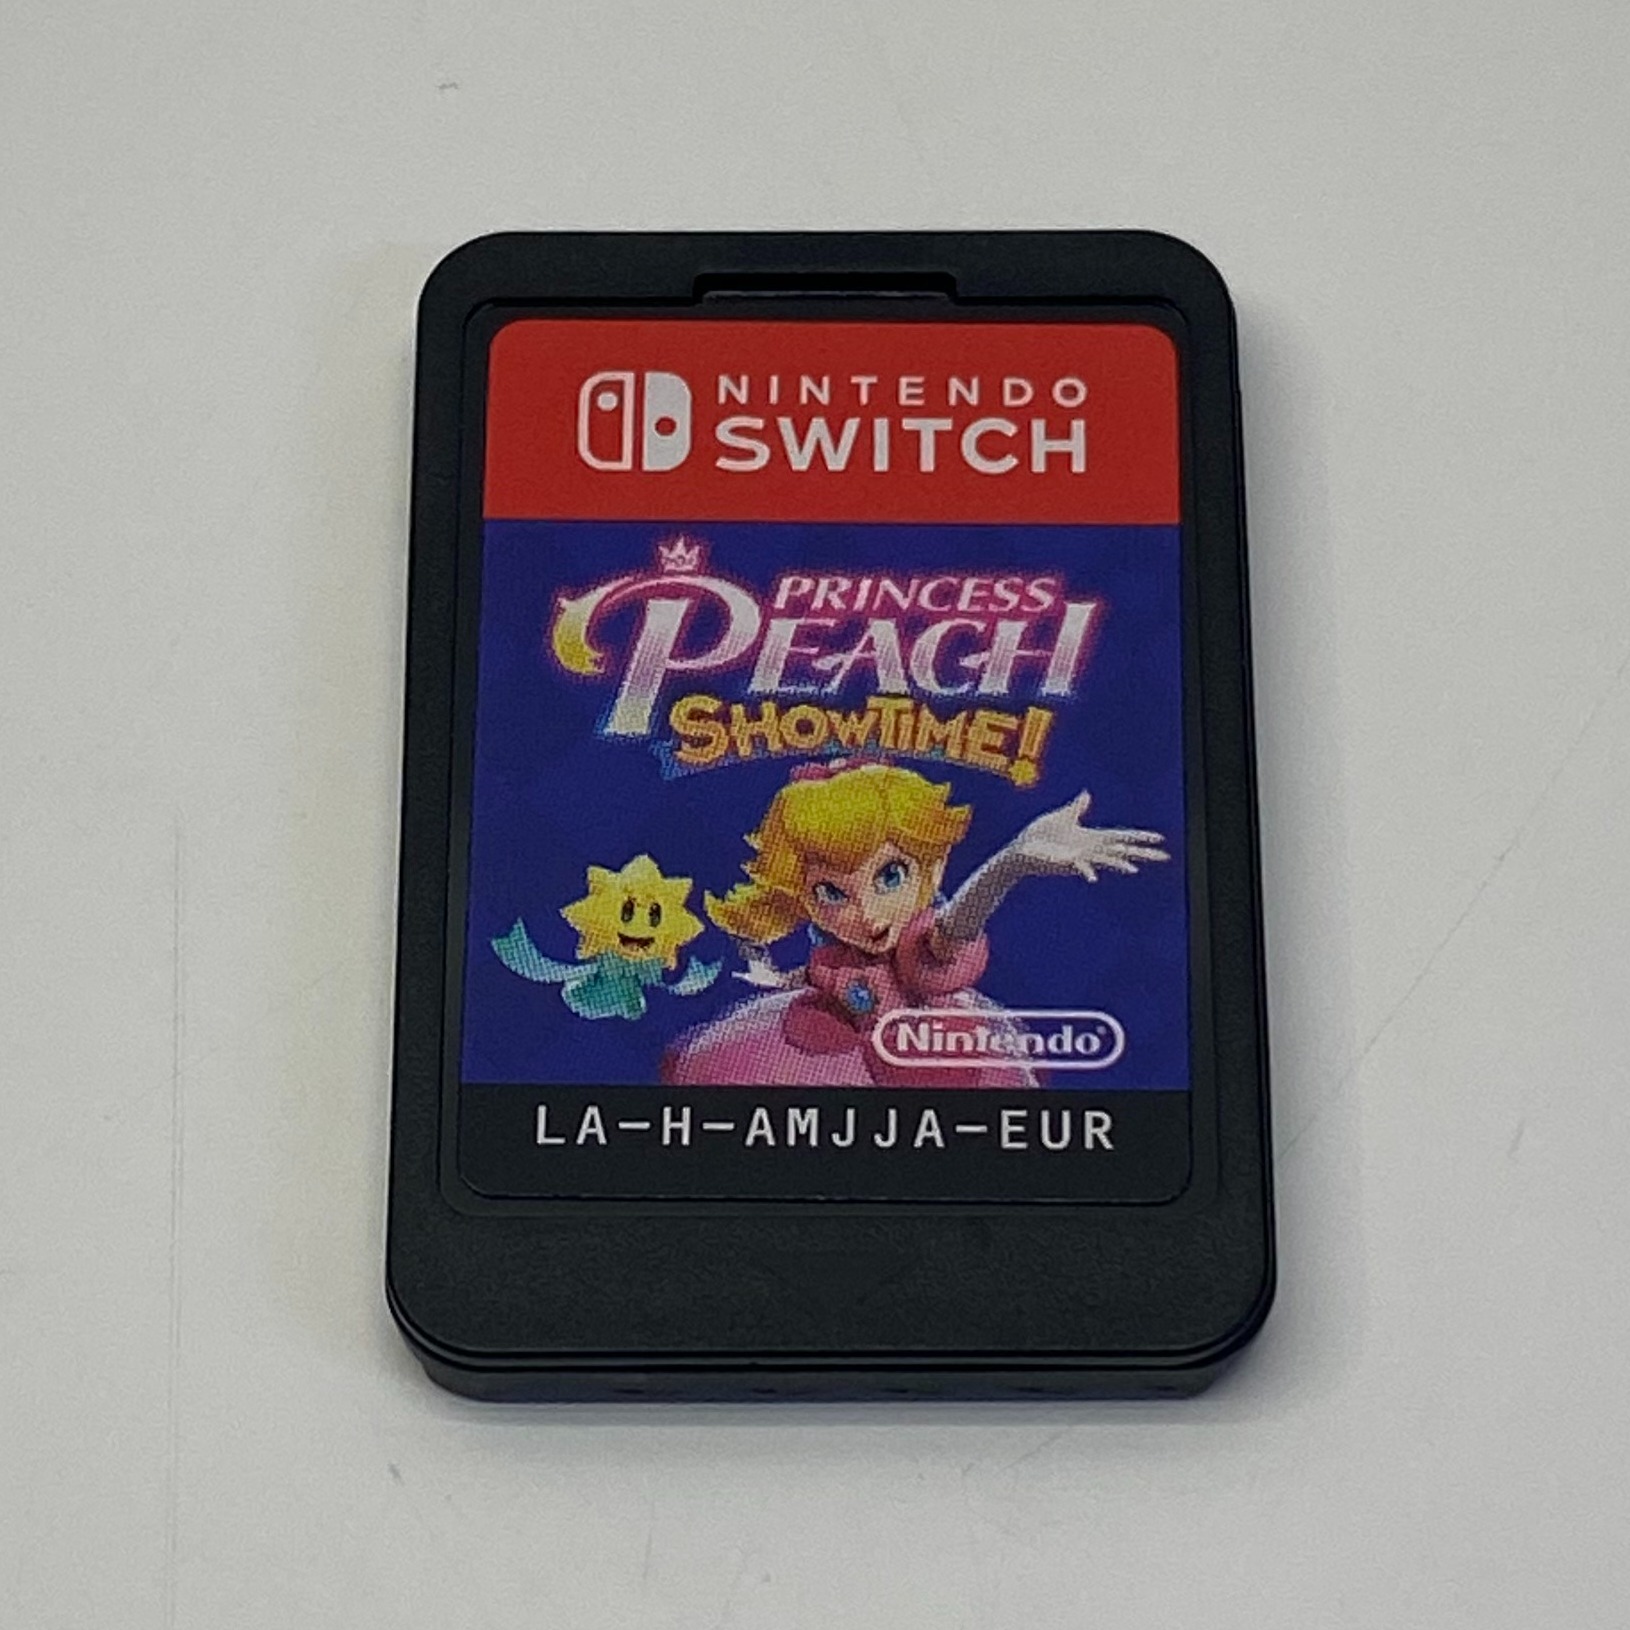 NINTENDO
SWITCH
PRINCESS
PEACH
SHOWTIME!
Nintendo®
LA-H-AMJJA-EUR